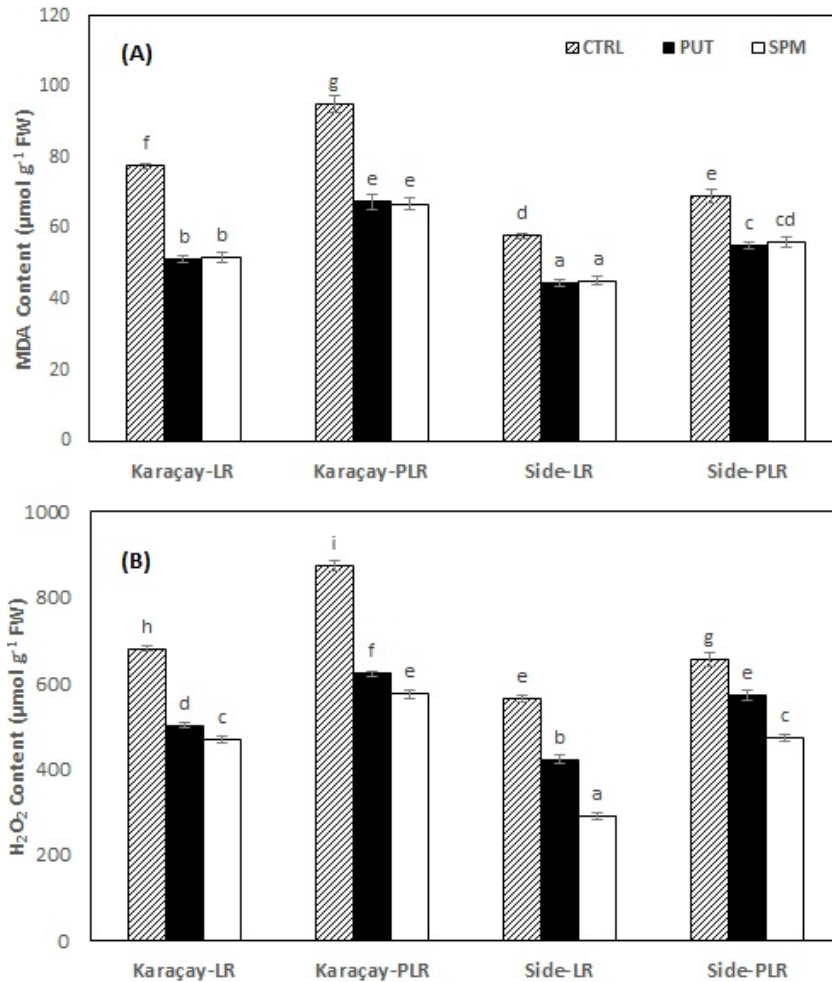 120
(A)
CTRL PUT SPM
g
100
f
80
e e e
d
60
c cd
b b
a a
40
20
0
MDA Content (µmol g⁻¹ FW)
Karaçay-LR Karaçay-PLR Side-LR Side-PLR
1000
(B)
i
800
h
g
f
600
e e e
d
c c
b
400
a
200
0
H₂O₂ Content (µmol g⁻¹ FW)
Karaçay-LR Karaçay-PLR Side-LR Side-PLR